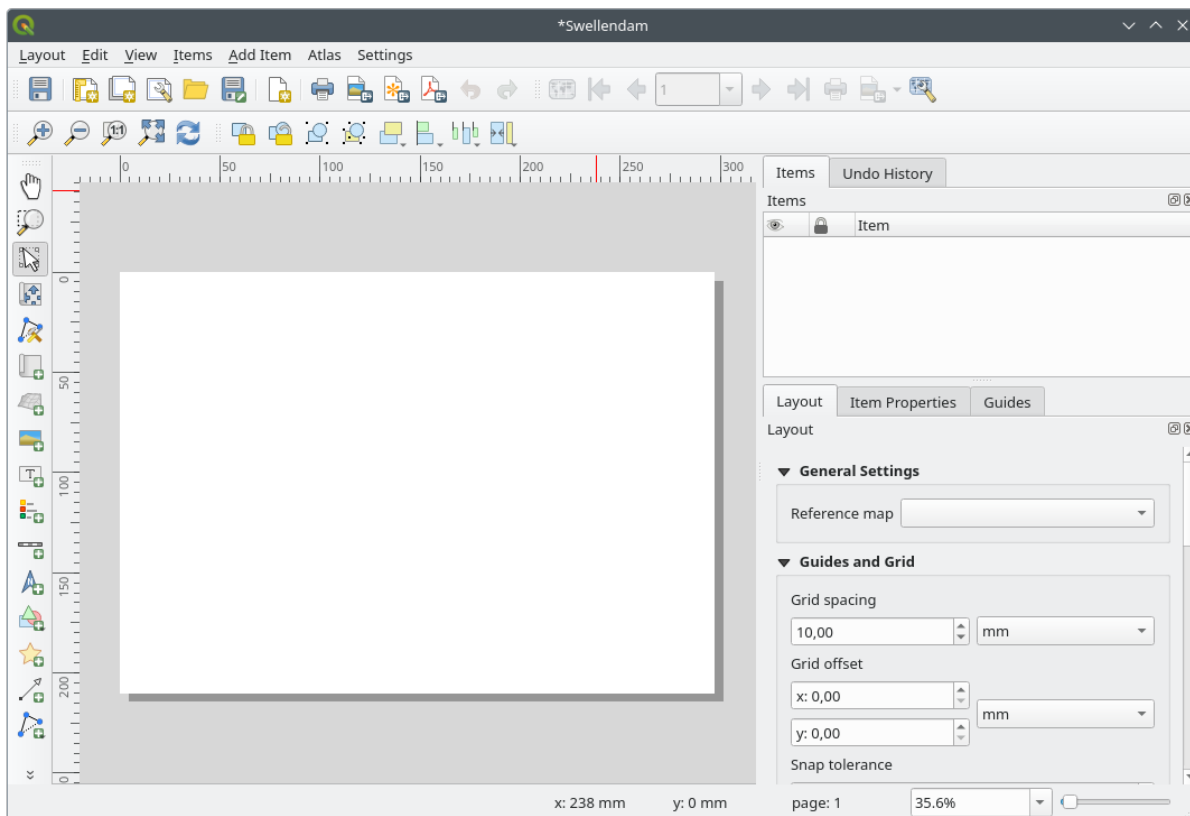 *Swellendam
Layout Edit View Items Add Item Atlas Settings
1
1:1
0 50 100 150 200 250 300
Items Undo History
Items
Item
0
50
100
150
200
Layout Item Properties Guides
Layout
General Settings
Reference map
Guides and Grid
Grid spacing
10,00 mm
Grid offset
x: 0,00
mm
y: 0,00
Snap tolerance
T
x: 238 mm y: 0 mm page: 1 35.6%